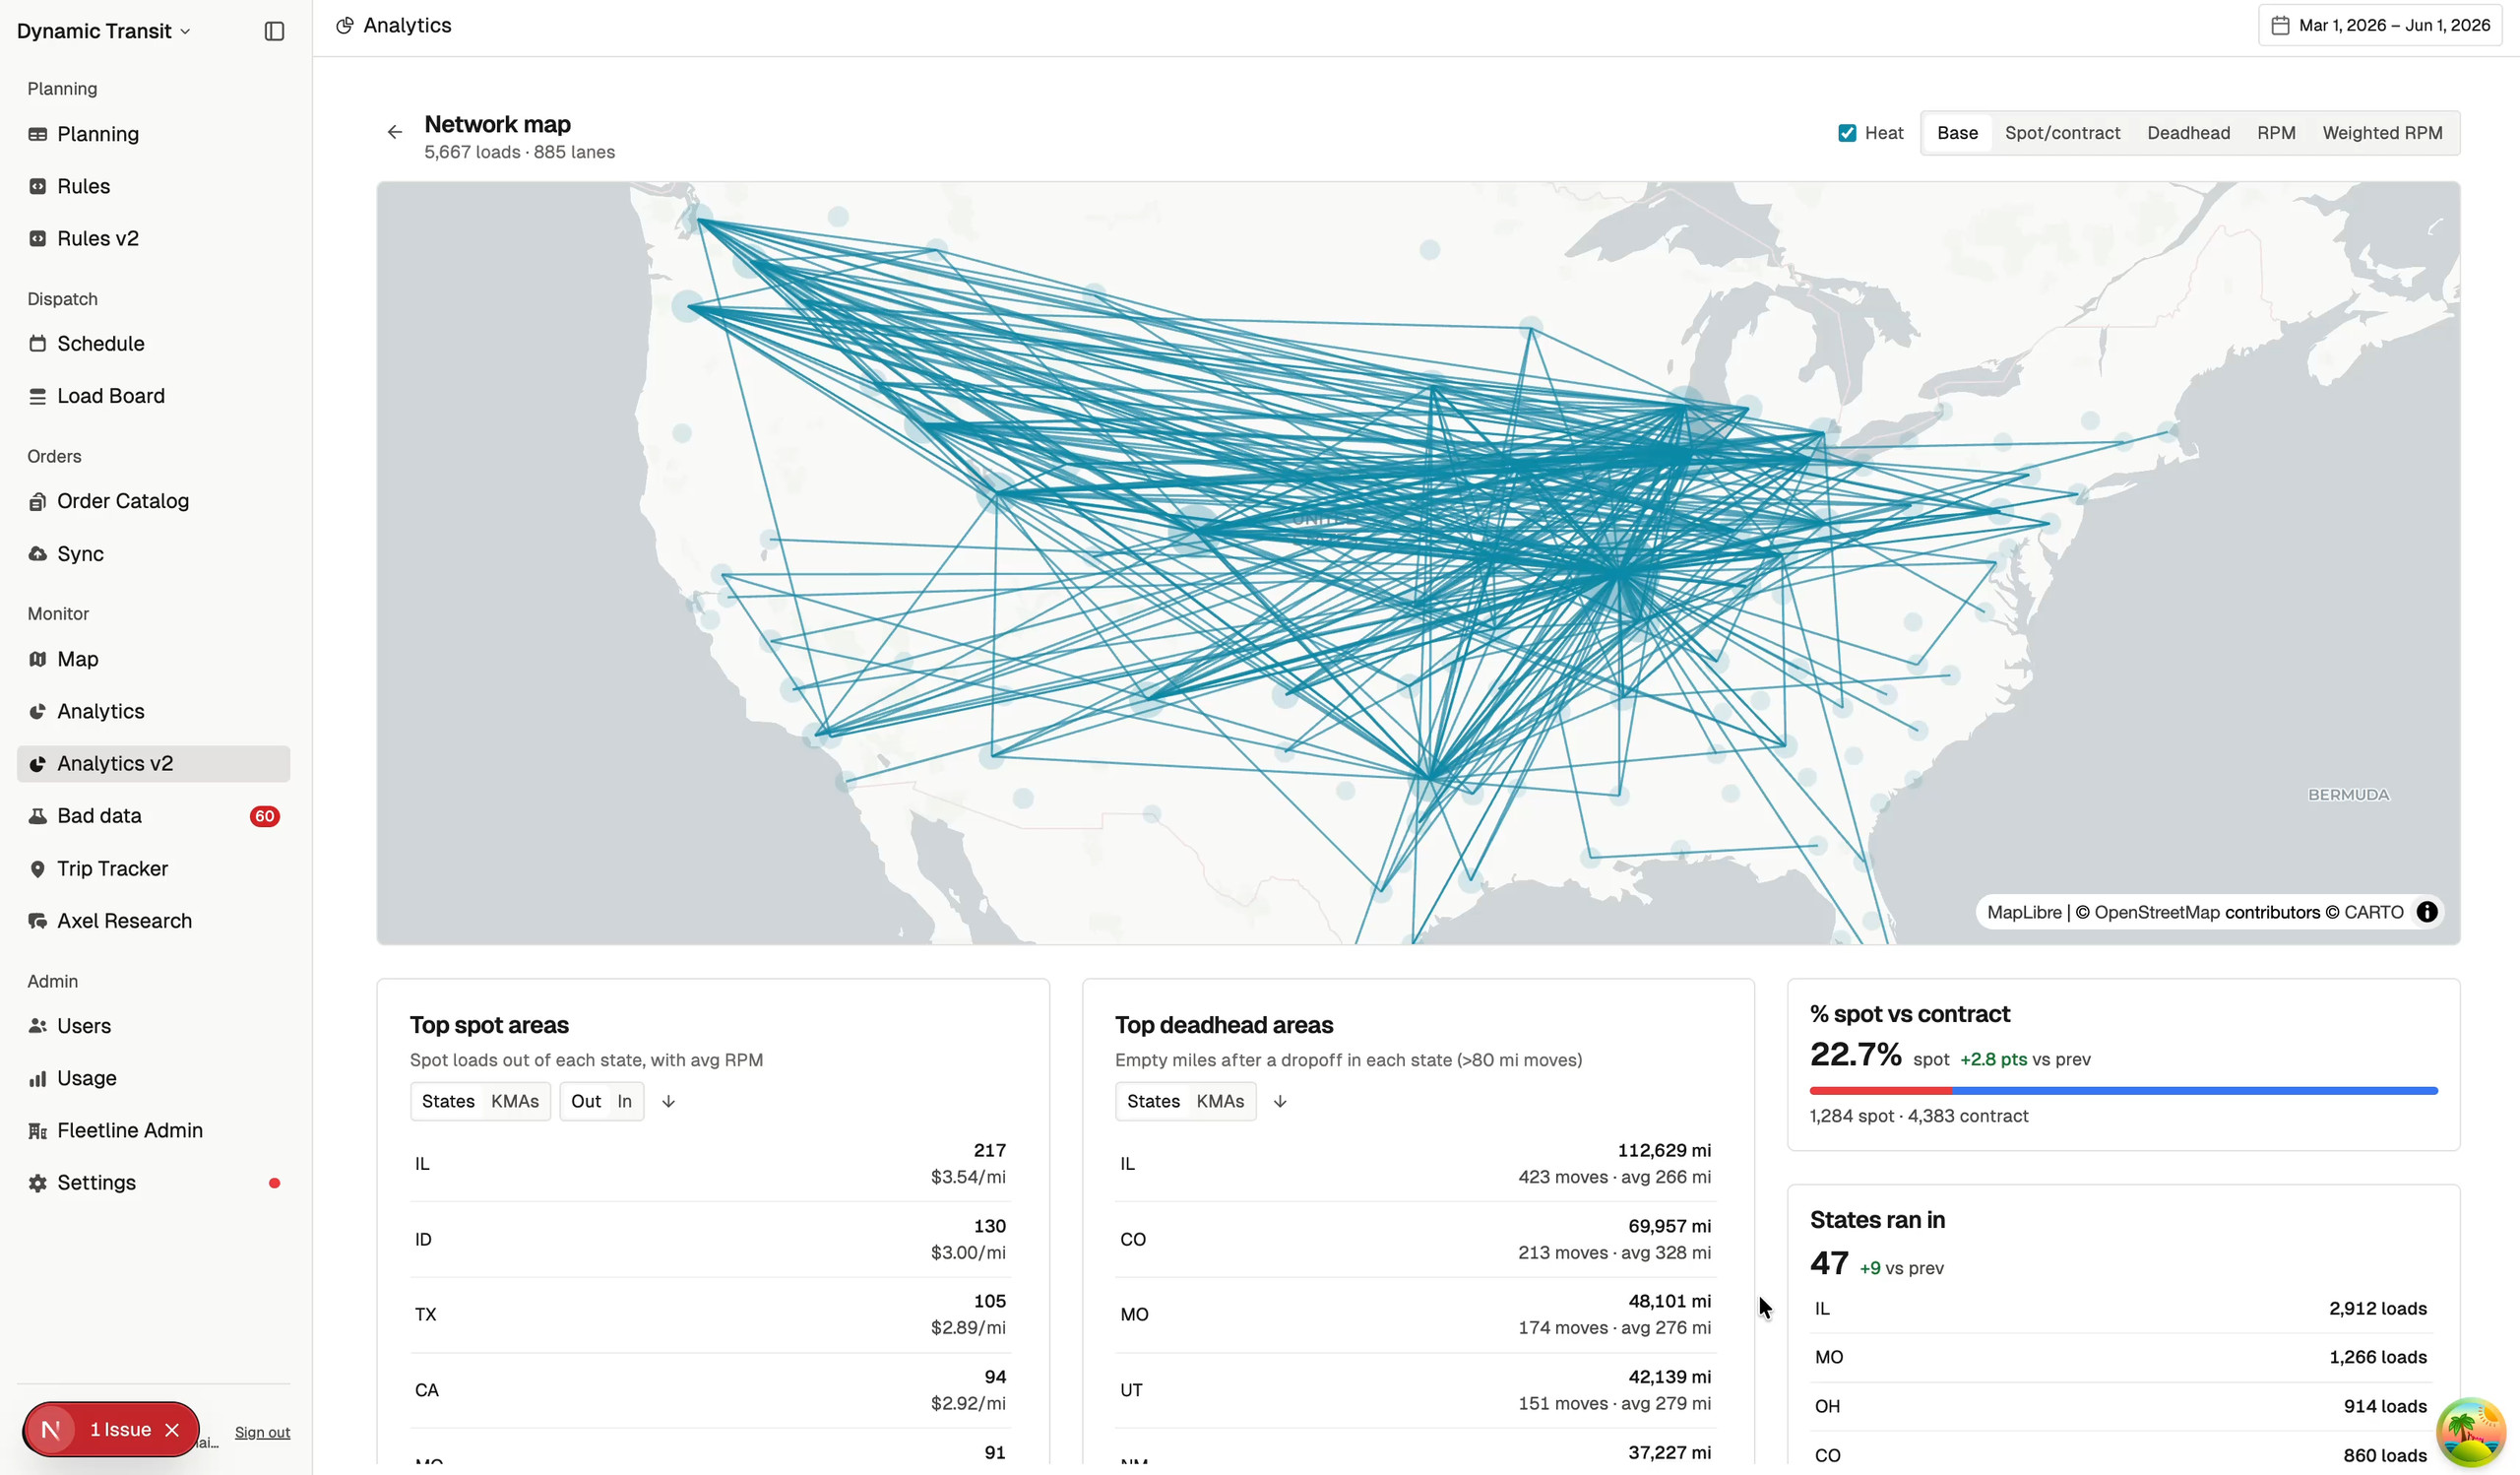 Dynamic Transit
Planning
Planning
Rules
Rules v2
Dispatch
Schedule
Load Board
Orders
Order Catalog
Sync
Monitor
Map
Analytics
Analytics v2
Bad data 60
Trip Tracker
Axel Research
Admin
Users
Usage
Fleetline Admin
Settings
N 1 Issue
Sign out
Analytics
Mar 1, 2026 – Jun 1, 2026
Network map
5,667 loads · 885 lanes
Heat Base Spot/contract Deadhead RPM Weighted RPM
BERMUDA
MapLibre | © OpenStreetMap contributors © CARTO
Top spot areas
Spot loads out of each state, with avg RPM
States KMAs Out In
IL 217
$3.54/mi
ID 130
$3.00/mi
TX 105
$2.89/mi
CA 94
$2.92/mi
91
Top deadhead areas
Empty miles after a dropoff in each state (>80 mi moves)
States KMAs
IL 112,629 mi
423 moves · avg 266 mi
CO 69,957 mi
213 moves · avg 328 mi
MO 48,101 mi
174 moves · avg 276 mi
UT 42,139 mi
151 moves · avg 279 mi
37,227 mi
% spot vs contract
22.7% spot +2.8 pts vs prev
1,284 spot · 4,383 contract
States ran in
47 +9 vs prev
IL 2,912 loads
MO 1,266 loads
OH 914 loads
CO 860 loads